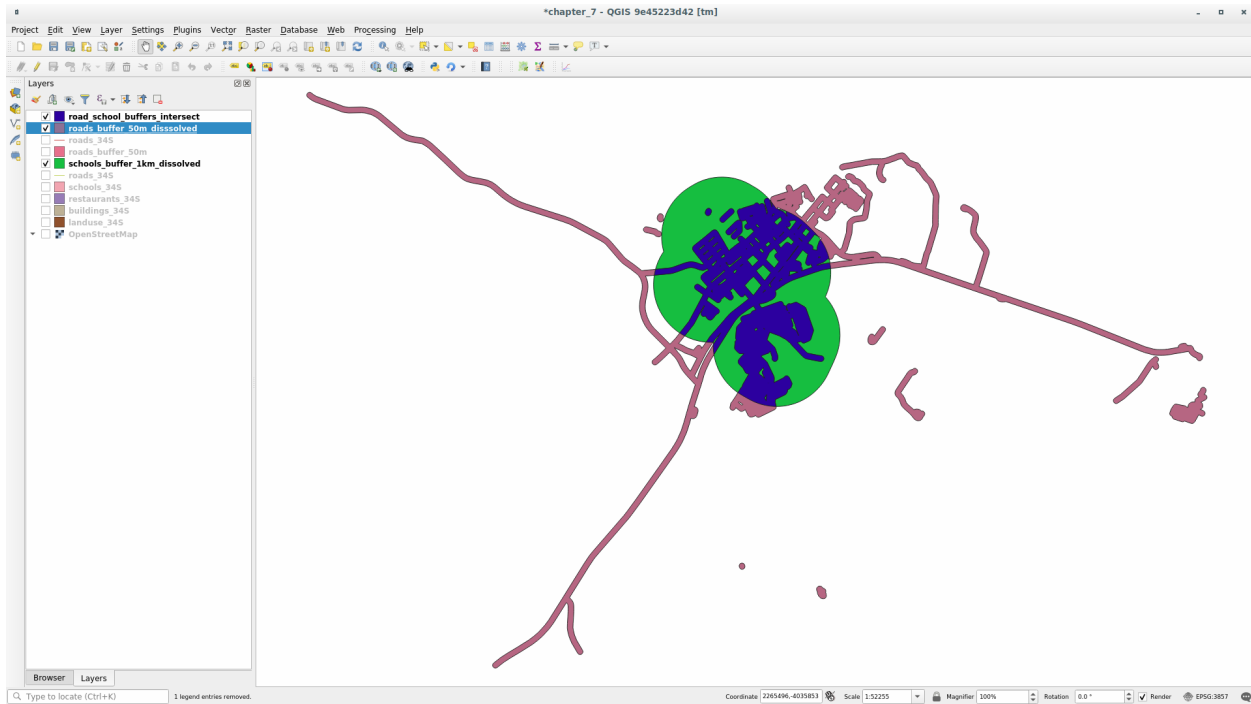 *chapter_7 - QGIS 9e45223d42 [tm]
Project Edit View Layer Settings Plugins Vector Raster Database Web Processing Help
Layers
road_school_buffers_intersect
roads_buffer_50m_disssolved
roads_34S
roads_buffer_50m
schools_buffer_1km_dissolved
roads_34S
schools_34S
restaurants_34S
buildings_34S
landuse_34S
OpenStreetMap
Browser Layers
Type to locate (Ctrl+K) 1 legend entries removed. Coordinate 2265496,-4035853 Scale 1:52255 Magnifier 100% Rotation 0.0 ° Render EPSG:3857